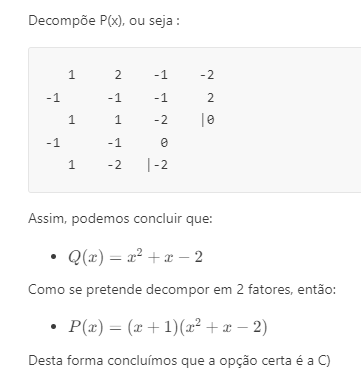 Decompõe P(x), ou seja :
1 2 -1 -2
-1 -1 -1 2
1 1 -2 |0
-1 -1 0
1 -2 |-2
Assim, podemos concluir que:
• Q(x) = x² + x − 2
Como se pretende decompor em 2 fatores, então:
• P(x) = (x + 1)(x² + x − 2)
Desta forma concluímos que a opção certa é a C)